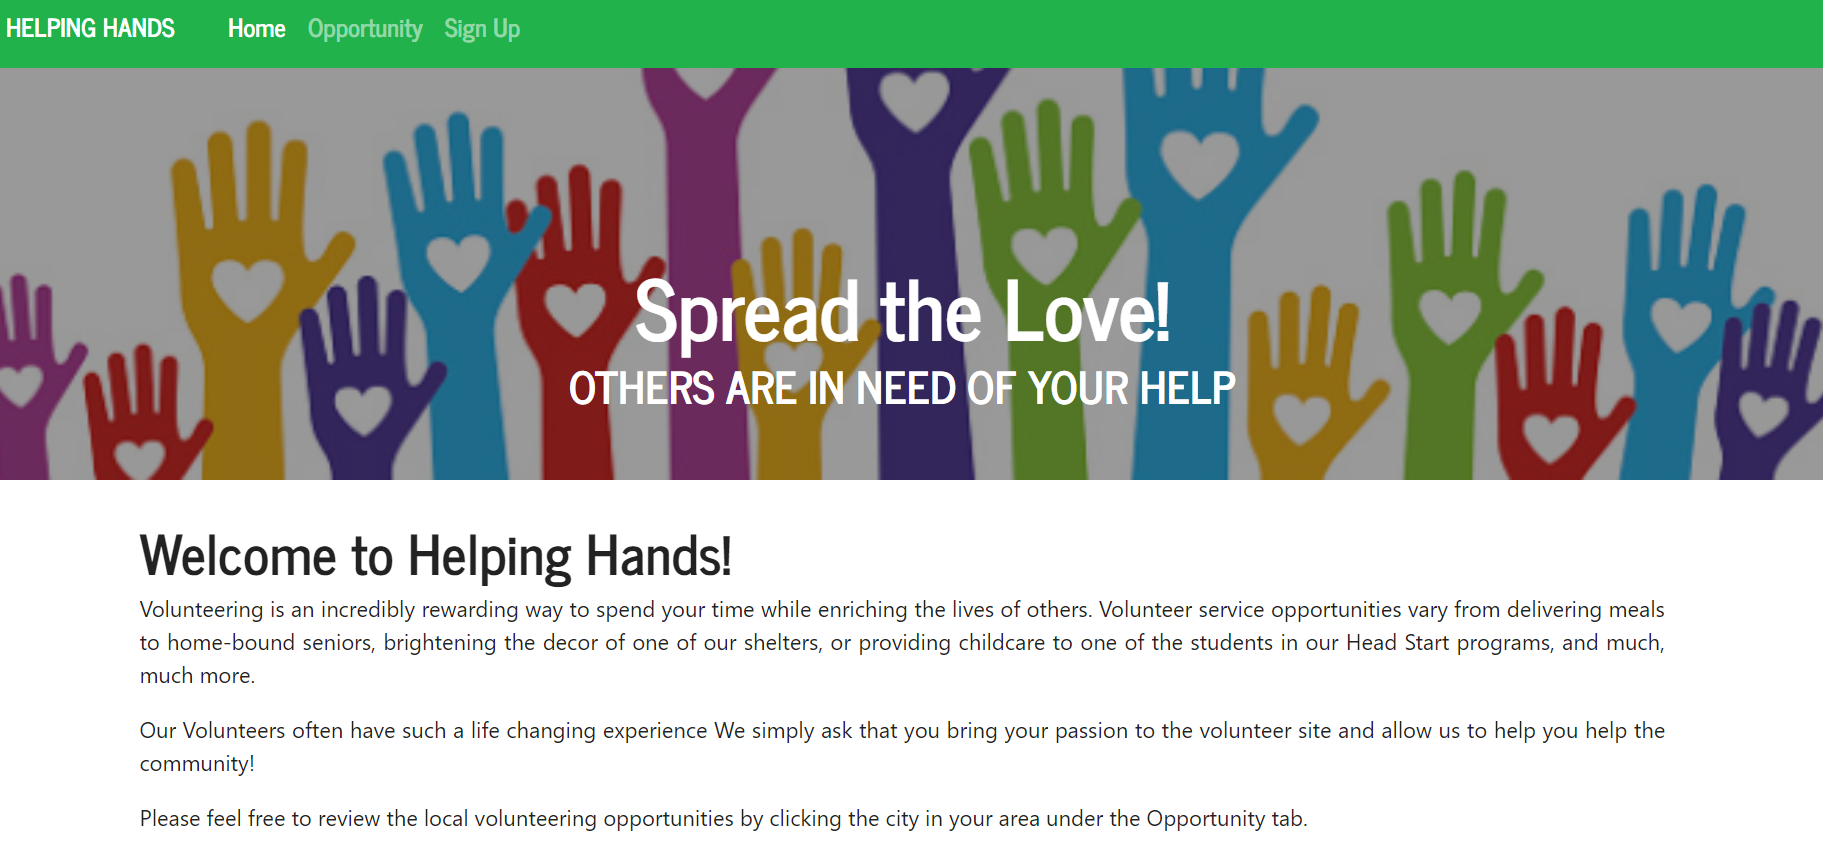 HELPING HANDS Home Opportunity Sign Up
Spread the Love!
OTHERS ARE IN NEED OF YOUR HELP
Welcome to Helping Hands!
Volunteering is an incredibly rewarding way to spend your time while enriching the lives of others. Volunteer service opportunities vary from delivering meals
to home-bound seniors, brightening the decor of one of our shelters, or providing childcare to one of the students in our Head Start programs, and much,
much more.
Our Volunteers often have such a life changing experience We simply ask that you bring your passion to the volunteer site and allow us to help you help the
community!
Please feel free to review the local volunteering opportunities by clicking the city in your area under the Opportunity tab.